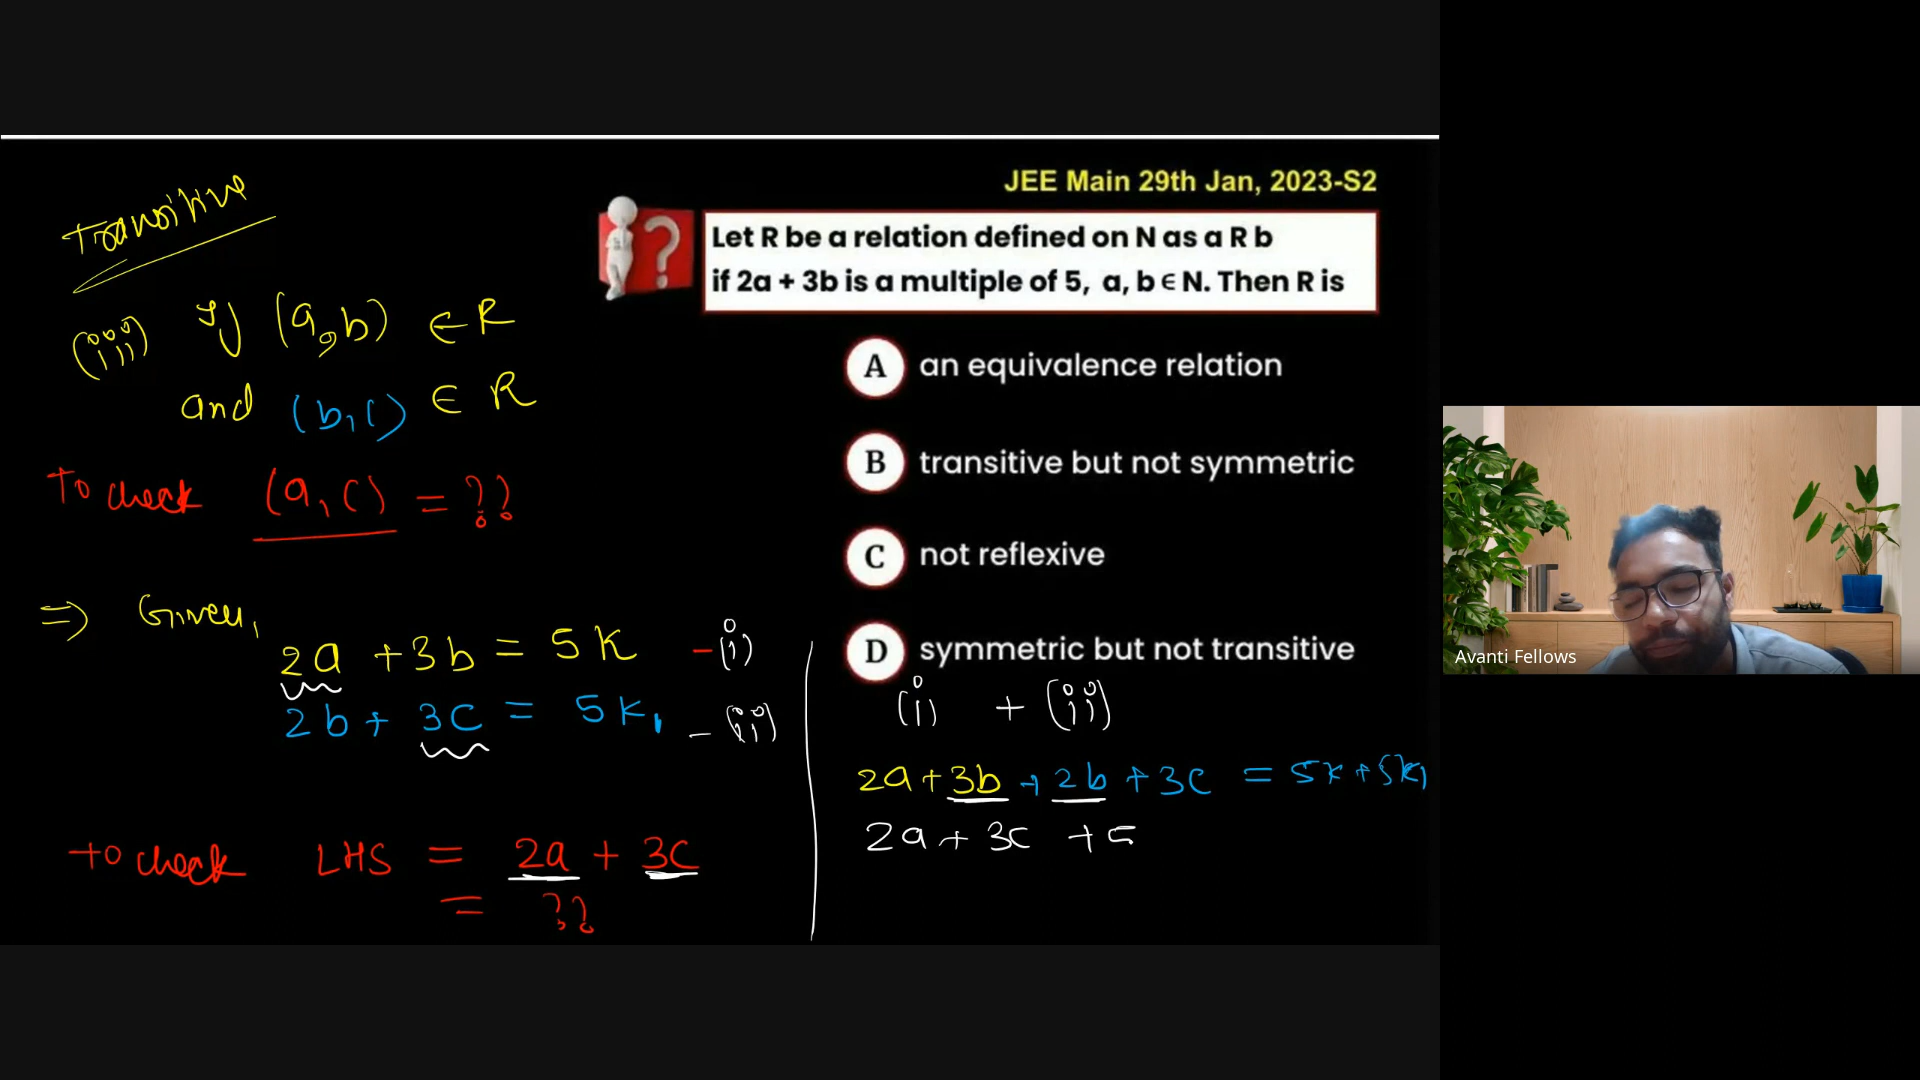 Transitive
(iii) If (a,b) ∈ R
and (b,c) ∈ R
To check (a,c) = ??
⇒ Given,
2a + 3b = 5k - (i)
2b + 3c = 5k₁ - (ii)
To check LHS = 2a + 3c
= ??
JEE Main 29th Jan, 2023-S2
?
Let R be a relation defined on N as a R b
if 2a + 3b is a multiple of 5, a, b ∈ N. Then R is
A an equivalence relation
B transitive but not symmetric
C not reflexive
D symmetric but not transitive
(i) + (ii)
2a + 3b + 2b + 3c = 5k + 5k₁
2a + 3c + 5
Avanti Fellows